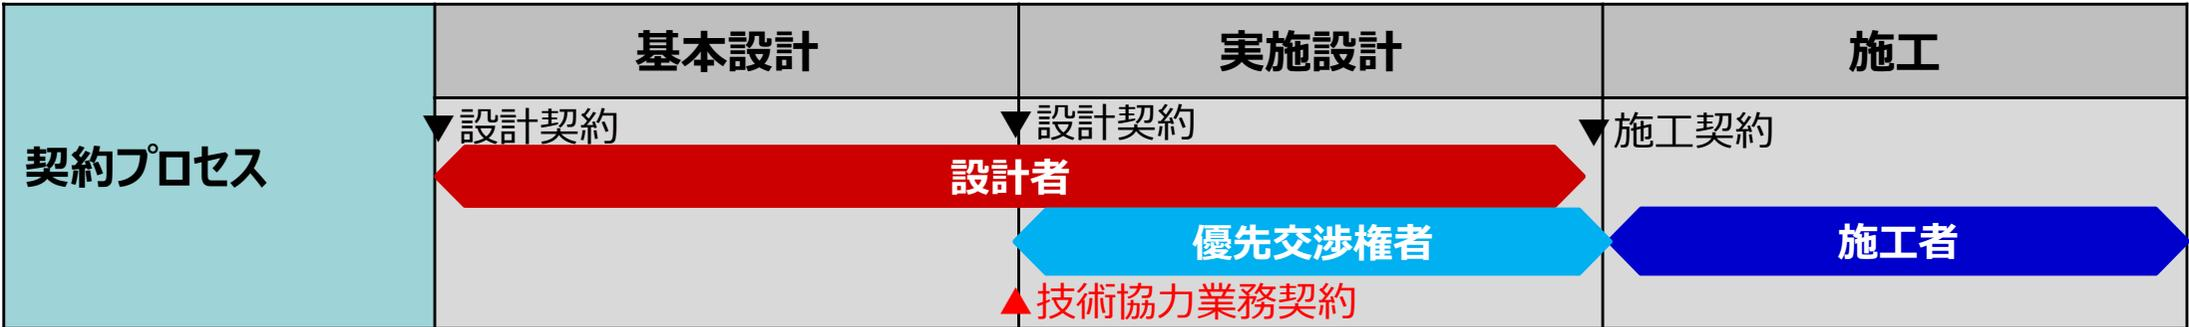 基本設計
実施設計
施工
契約プロセス
▼設計契約
▼設計契約
▼施工契約
設計者
優先交渉権者
施工者
▲技術協力業務契約